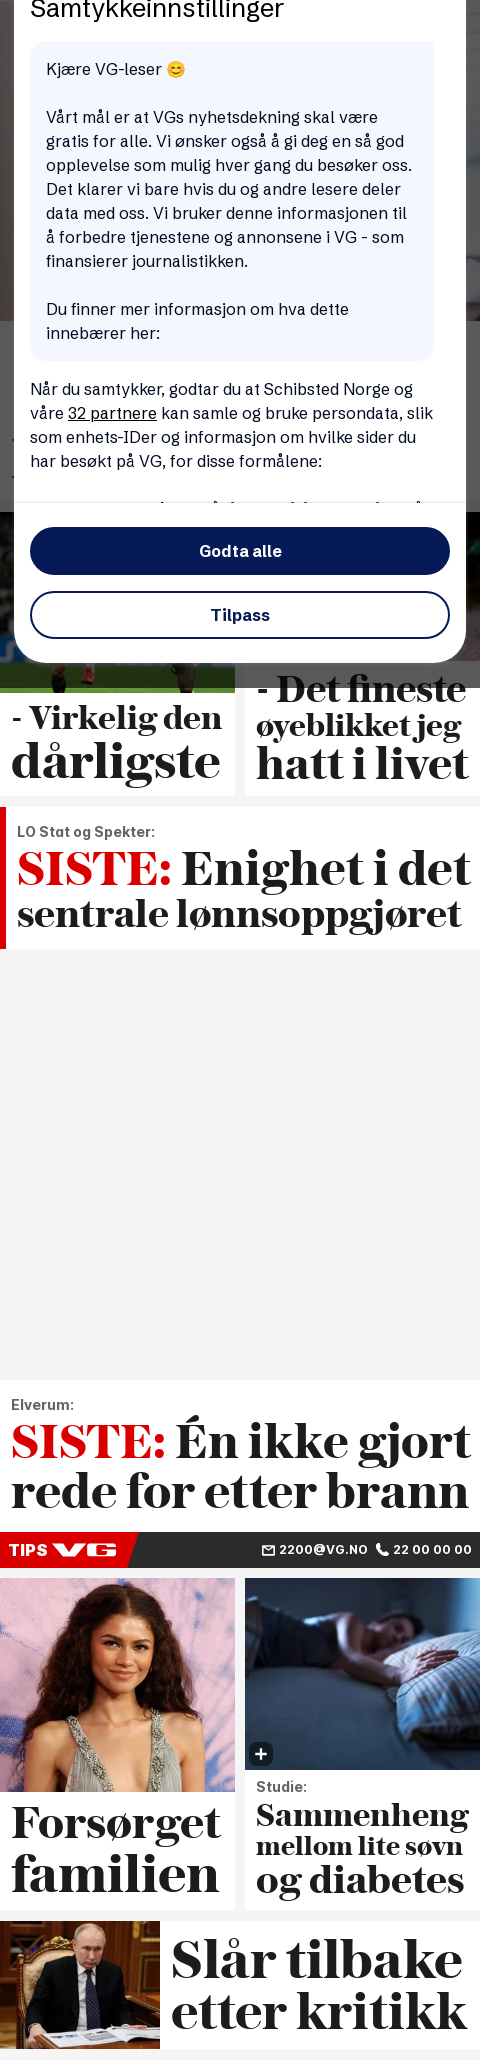 Samtykkeinnstillinger
Kjære VG-leser 😊
Vårt mål er at VGs nyhetsdekning skal være
gratis for alle. Vi ønsker også å gi deg en så god
opplevelse som mulig hver gang du besøker oss.
Det klarer vi bare hvis du og andre lesere deler
data med oss. Vi bruker denne informasjonen til
å forbedre tjenestene og annonsene i VG - som
finansierer journalistikken.
Du finner mer informasjon om hva dette
innebærer her:
Når du samtykker, godtar du at Schibsted Norge og
våre 32 partnere kan samle og bruke persondata, slik
som enhets-IDer og informasjon om hvilke sider du
har besøkt på VG, for disse formålene:
Godta alle
Tilpass
- Virkelig den
dårligste
- Det fineste
øyeblikket jeg
hatt i livet
LO Stat og Spekter:
SISTE: Enighet i det
sentrale lønnsoppgjøret
Elverum:
SISTE: Én ikke gjort
rede for etter brann
TIPS VG 2200@VG.NO 22 00 00 00
Forsørget
familien
Studie:
Sammenheng
mellom lite søvn
og diabetes
Slår tilbake
etter kritikk